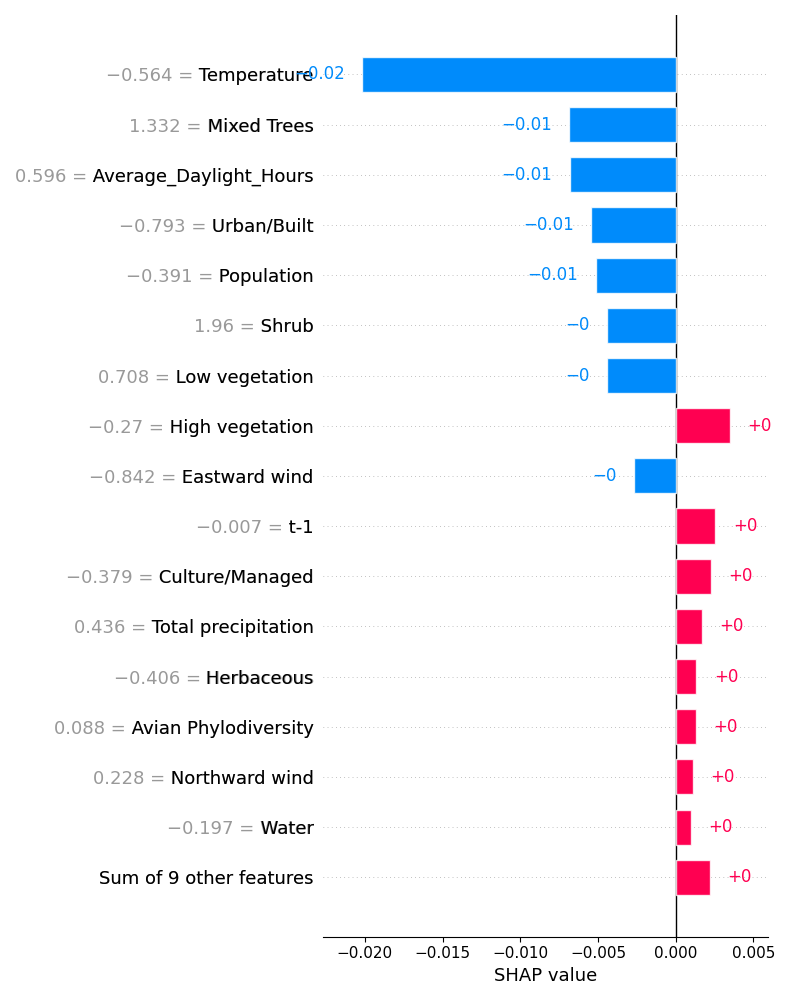 −0.564 = Temperature −0.02
1.332 = Mixed Trees −0.01
0.596 = Average_Daylight_Hours −0.01
−0.793 = Urban/Built −0.01
−0.391 = Population −0.01
1.96 = Shrub −0
0.708 = Low vegetation −0
−0.27 = High vegetation +0
−0.842 = Eastward wind −0
−0.007 = t-1 +0
−0.379 = Culture/Managed +0
0.436 = Total precipitation +0
−0.406 = Herbaceous +0
0.088 = Avian Phylodiversity +0
0.228 = Northward wind +0
−0.197 = Water +0
Sum of 9 other features +0
−0.020 −0.015 −0.010 −0.005 0.000 0.005
SHAP value